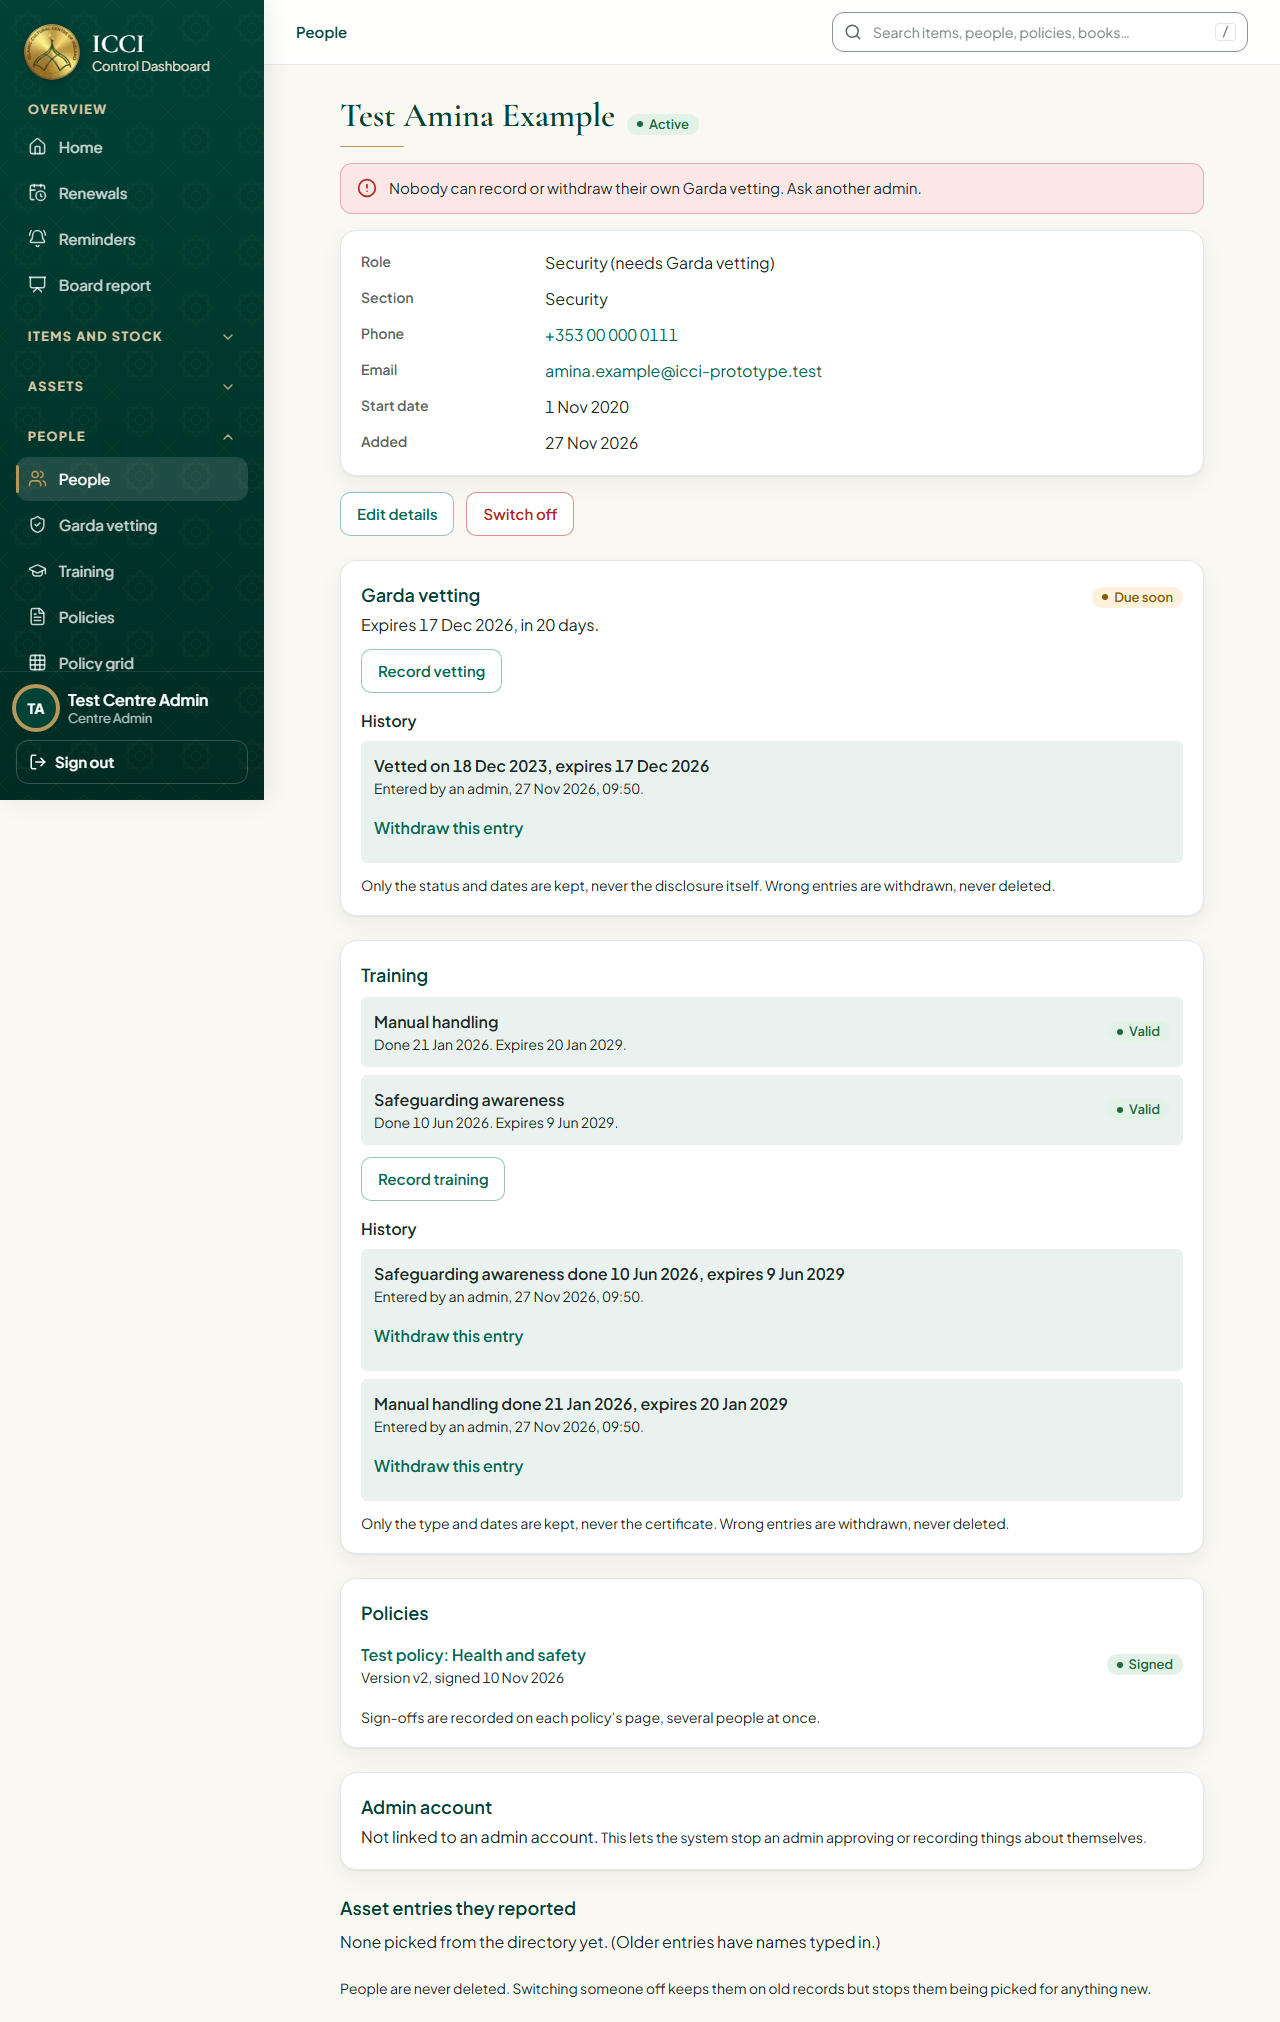 ICCI
Control Dashboard
OVERVIEW
Home
Renewals
Reminders
Board report
ITEMS AND STOCK
ASSETS
PEOPLE
People
Garda vetting
Training
Policies
Policy grid
TA
Test Centre Admin
Centre Admin
Sign out
People
Search items, people, policies, books...
/
Test Amina Example
Active
Nobody can record or withdraw their own Garda vetting. Ask another admin.
Role
Security (needs Garda vetting)
Section
Security
Phone
+353 00 000 0111
Email
amina.example@icci-prototype.test
Start date
1 Nov 2020
Added
27 Nov 2026
Edit details
Switch off
Garda vetting
Due soon
Expires 17 Dec 2026, in 20 days.
Record vetting
History
Vetted on 18 Dec 2023, expires 17 Dec 2026
Entered by an admin, 27 Nov 2026, 09:50.
Withdraw this entry
Only the status and dates are kept, never the disclosure itself. Wrong entries are withdrawn, never deleted.
Training
Manual handling
Done 21 Jan 2026. Expires 20 Jan 2029.
Valid
Safeguarding awareness
Done 10 Jun 2026. Expires 9 Jun 2029.
Valid
Record training
History
Safeguarding awareness done 10 Jun 2026, expires 9 Jun 2029
Entered by an admin, 27 Nov 2026, 09:50.
Withdraw this entry
Manual handling done 21 Jan 2026, expires 20 Jan 2029
Entered by an admin, 27 Nov 2026, 09:50.
Withdraw this entry
Only the type and dates are kept, never the certificate. Wrong entries are withdrawn, never deleted.
Policies
Test policy: Health and safety
Version v2, signed 10 Nov 2026
Signed
Sign-offs are recorded on each policy's page, several people at once.
Admin account
Not linked to an admin account. This lets the system stop an admin approving or recording things about themselves.
Asset entries they reported
None picked from the directory yet. (Older entries have names typed in.)
People are never deleted. Switching someone off keeps them on old records but stops them being picked for anything new.